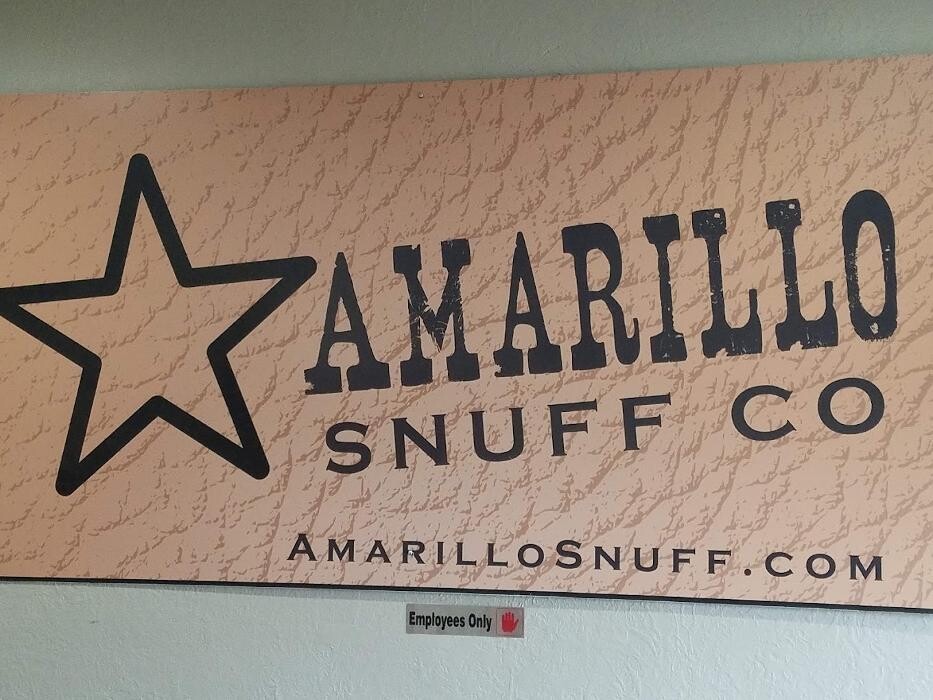 AMARILLO
SNUFF CO
AMARILLOSNUFF.COM
Employees Only